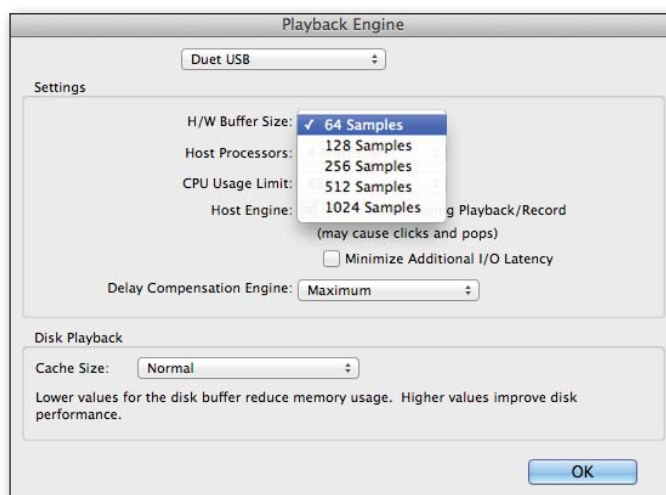 Playback Engine
Duet USB
Settings
H/W Buffer Size:
✓ 64 Samples
128 Samples
256 Samples
512 Samples
1024 Samples
Host Processors:
CPU Usage Limit:
Host Engine:
Playback/Record
(may cause clicks and pops)
Minimize Additional I/O Latency
Delay Compensation Engine: Maximum
Disk Playback
Cache Size: Normal
Lower values for the disk buffer reduce memory usage. Higher values improve disk
performance.
OK